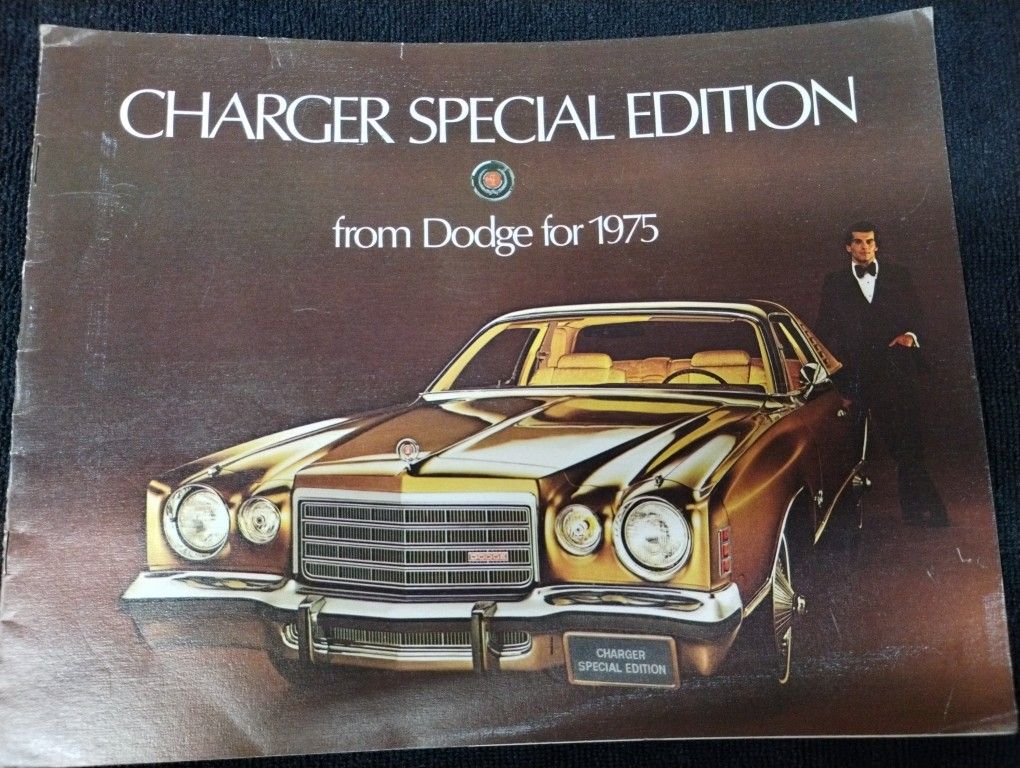 CHARGER SPECIAL EDITION
from Dodge for 1975
DODGE
CHARGER
SPECIAL EDITION